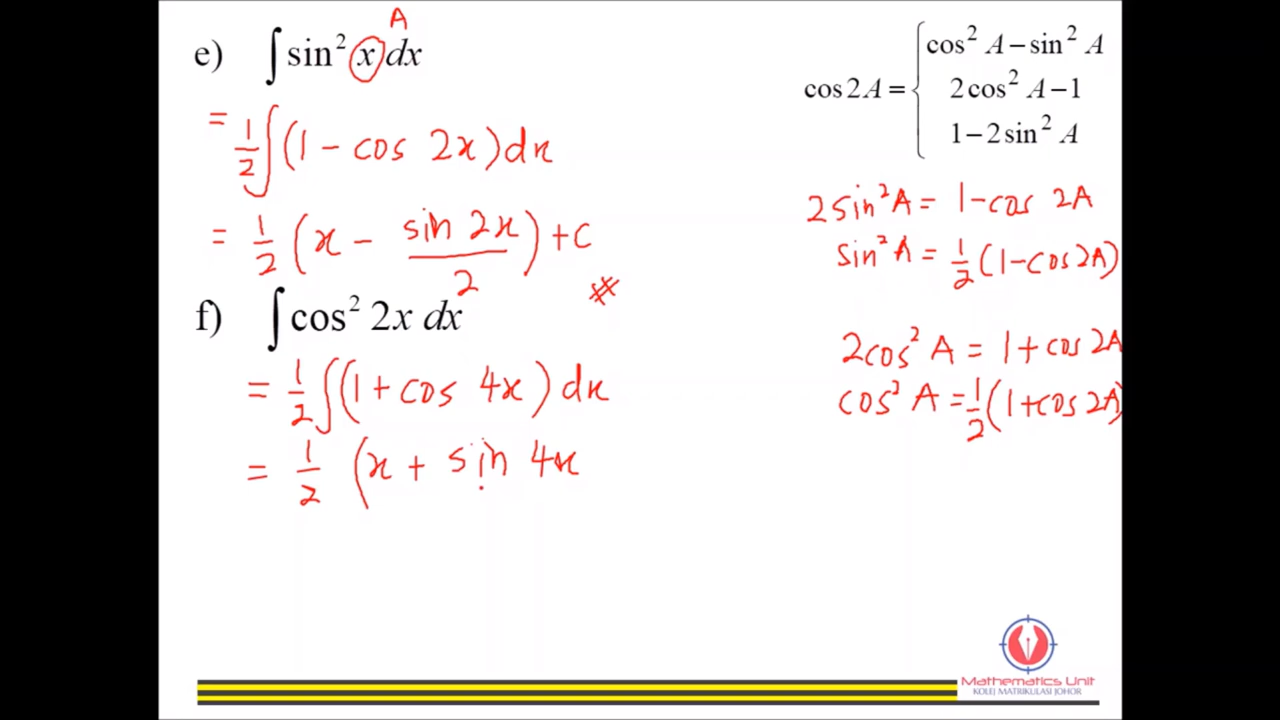 e) ∫ sin² x dx
A
= 1/2 ∫ (1 - cos 2x) dx
= 1/2 (x - sin 2x / 2) + c
f) ∫ cos² 2x dx
= 1/2 ∫ (1 + cos 4x) dx
= 1/2 (x + sin 4x
cos 2A = { cos² A - sin² A
2cos² A - 1
1 - 2sin² A
2sin² A = 1 - cos 2A
sin² A = 1/2 (1 - cos 2A)
2cos² A = 1 + cos 2A
cos² A = 1/2 (1 + cos 2A)
Mathematics Unit
KOLEJ MATRIKULASI JOHOR